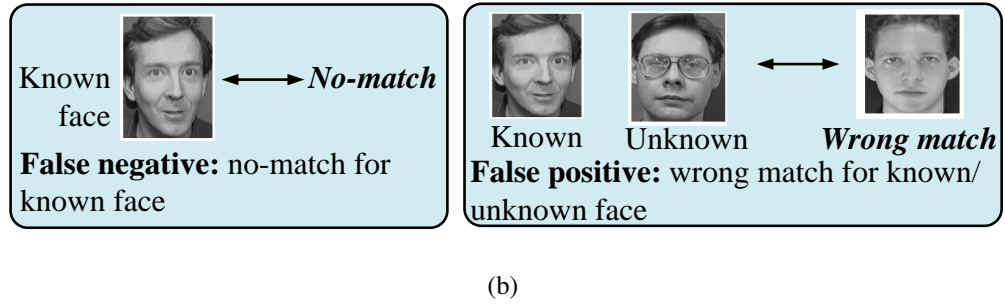 Known
face
No-match
False negative: no-match for
known face
Known
Unknown
Wrong match
False positive: wrong match for known/
unknown face
(b)